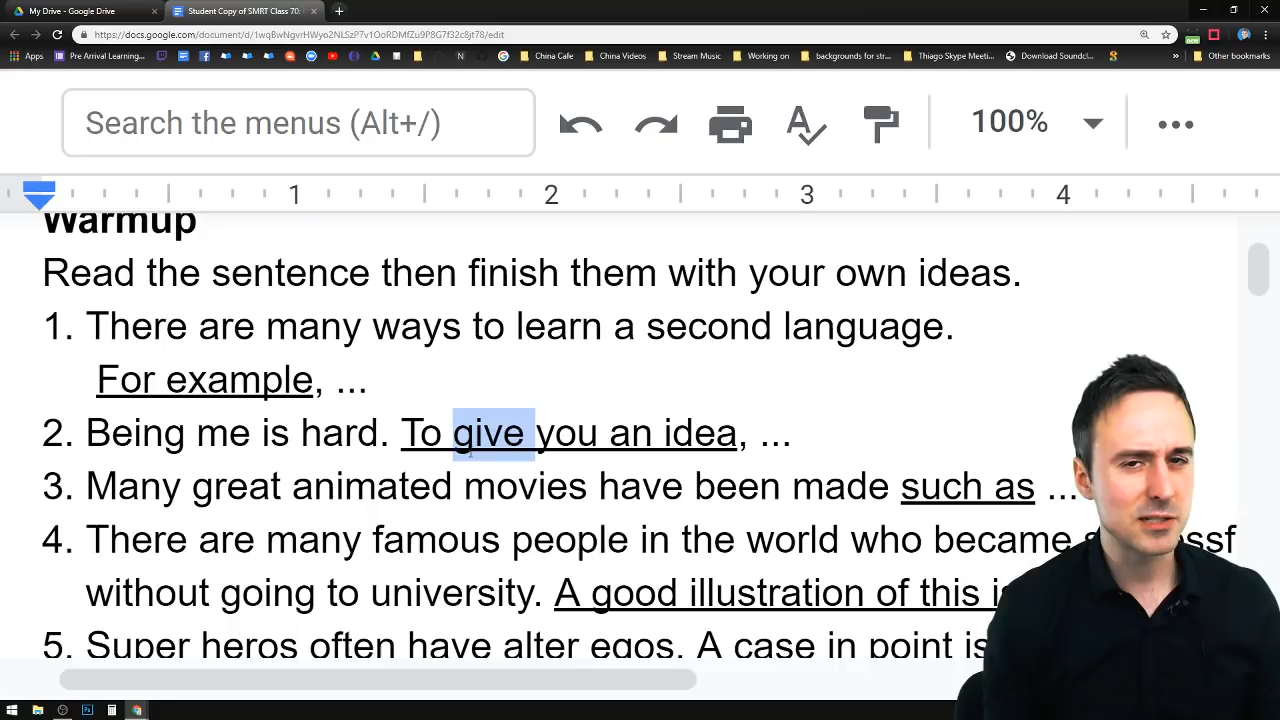 My Drive - Google Drive
Student Copy of SMRT Class 70:
https://docs.google.com/document/d/1wqBwNgvrHWyo2NLSzP7v1OoRDMfZu9P8G7f32c8jt78/edit
Apps
Pre Arrival Learning...
China Cafe
China Videos
Stream Music
Working on
backgrounds for str...
Thiago Skype Meeti...
Download Soundcl...
Other bookmarks
Search the menus (Alt+/)
100%
1 2 3 4
Warmup
Read the sentence then finish them with your own ideas.
1. There are many ways to learn a second language.
For example, ...
2. Being me is hard. To give you an idea, ...
3. Many great animated movies have been made such as ...
4. There are many famous people in the world who became
without going to university. A good illustration of this
5. Super heros often have alter egos. A case in point is